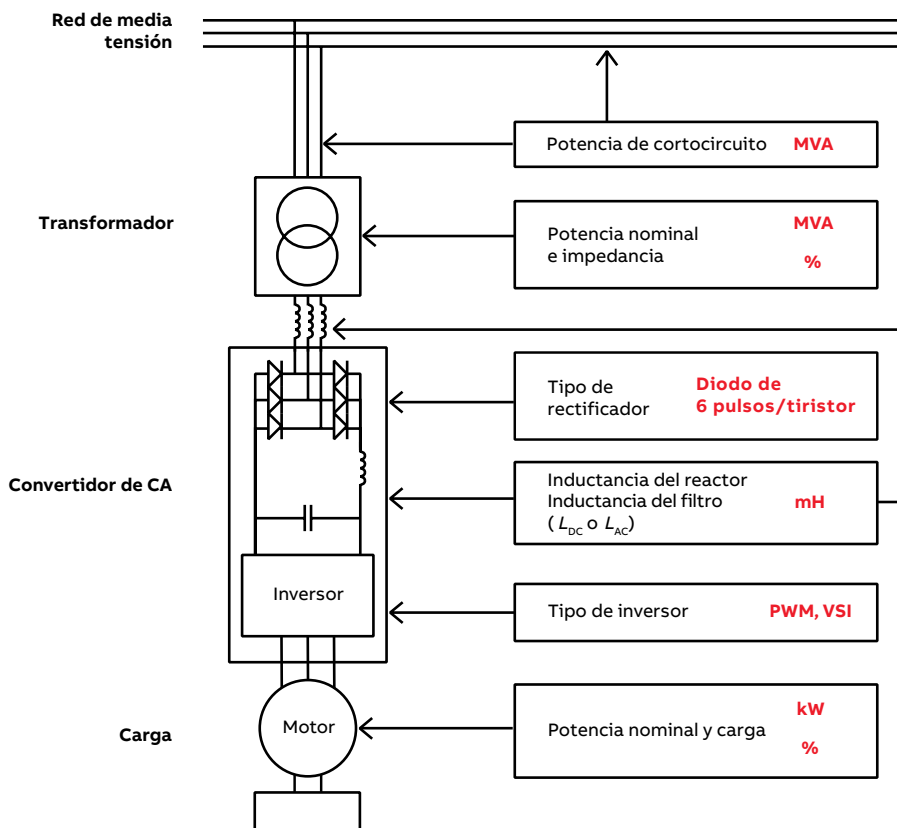 Red de media
tensión
Potencia de cortocircuito MVA
Transformador
Potencia nominal
e impedancia
MVA
%
Tipo de
rectificador
Diodo de
6 pulsos/tiristor
Convertidor de CA
Inductancia del reactor
Inductancia del filtro
(L_DC o L_AC)
mH
Inversor
Tipo de inversor PWM, VSI
Carga
Motor
Potencia nominal y carga
kW
%